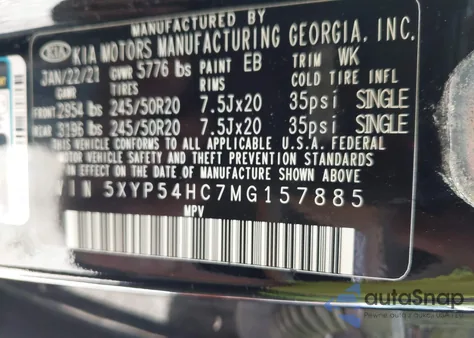 MANUFACTURED BY
KIA KIA MOTORS MANUFACTURING GEORGIA, INC.
JAN/22/21 GVWR 5776 lbs PAINT EB TRIM WK
GAWR TIRES RIMS COLD TIRE INFL
FRONT 2954 lbs 245/50R20 7.5Jx20 35psi SINGLE
REAR 3196 lbs 245/50R20 7.5Jx20 35psi SINGLE
THIS VEHICLE CONFORMS TO ALL APPLICABLE U.S.A. FEDERAL
MOTOR VEHICLE SAFETY AND THEFT PREVENTION STANDARDS
IN EFFECT ON THE DATE OF MANUFACTURE SHOWN ABOVE.
VIN 5XYP54HC7MG157885
MPV
autoSnap